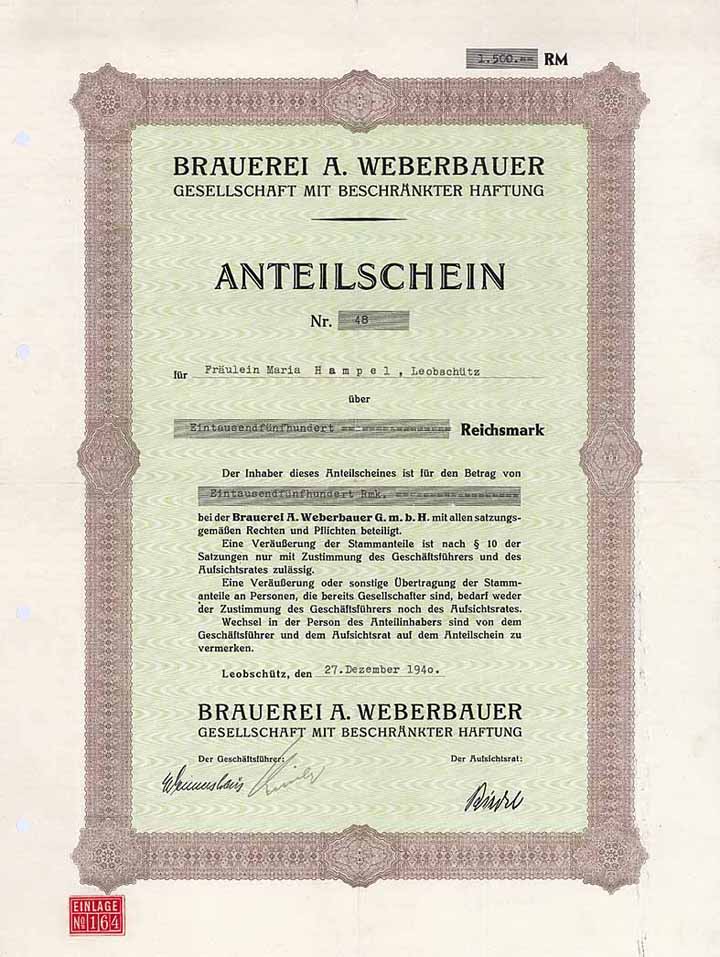 1.500.-- RM
BRAUEREI A. WEBERBAUER
GESELLSCHAFT MIT BESCHRÄNKTER HAFTUNG
ANTEILSCHEIN
Nr. 48
für Fräulein Maria H a m p e l , Leobschütz
über
Eintausendfünfhundert Reichsmark
Der Inhaber dieses Anteilscheines ist für den Betrag von
Eintausendfünfhundert Rmk.
bei der Brauerei A. Weberbauer G. m. b. H. mit allen satzungs-
gemäßen Rechten und Pflichten beteiligt.
Eine Veräußerung der Stammanteile ist nach § 10 der
Satzungen nur mit Zustimmung des Geschäftsführers und des
Aufsichtsrates zulässig.
Eine Veräußerung oder sonstige Übertragung der Stamm-
anteile an Personen, die bereits Gesellschafter sind, bedarf weder
der Zustimmung des Geschäftsführers noch des Aufsichtsrates.
Wechsel in der Person des Anteilinhabers sind von dem
Geschäftsführer und dem Aufsichtsrat auf dem Anteilschein zu
vermerken.
Leobschütz, den 27.Dezember 1940.
BRAUEREI A. WEBERBAUER
GESELLSCHAFT MIT BESCHRÄNKTER HAFTUNG
Der Geschäftsführer: Der Aufsichtsrat:
EINLAGE
No 164